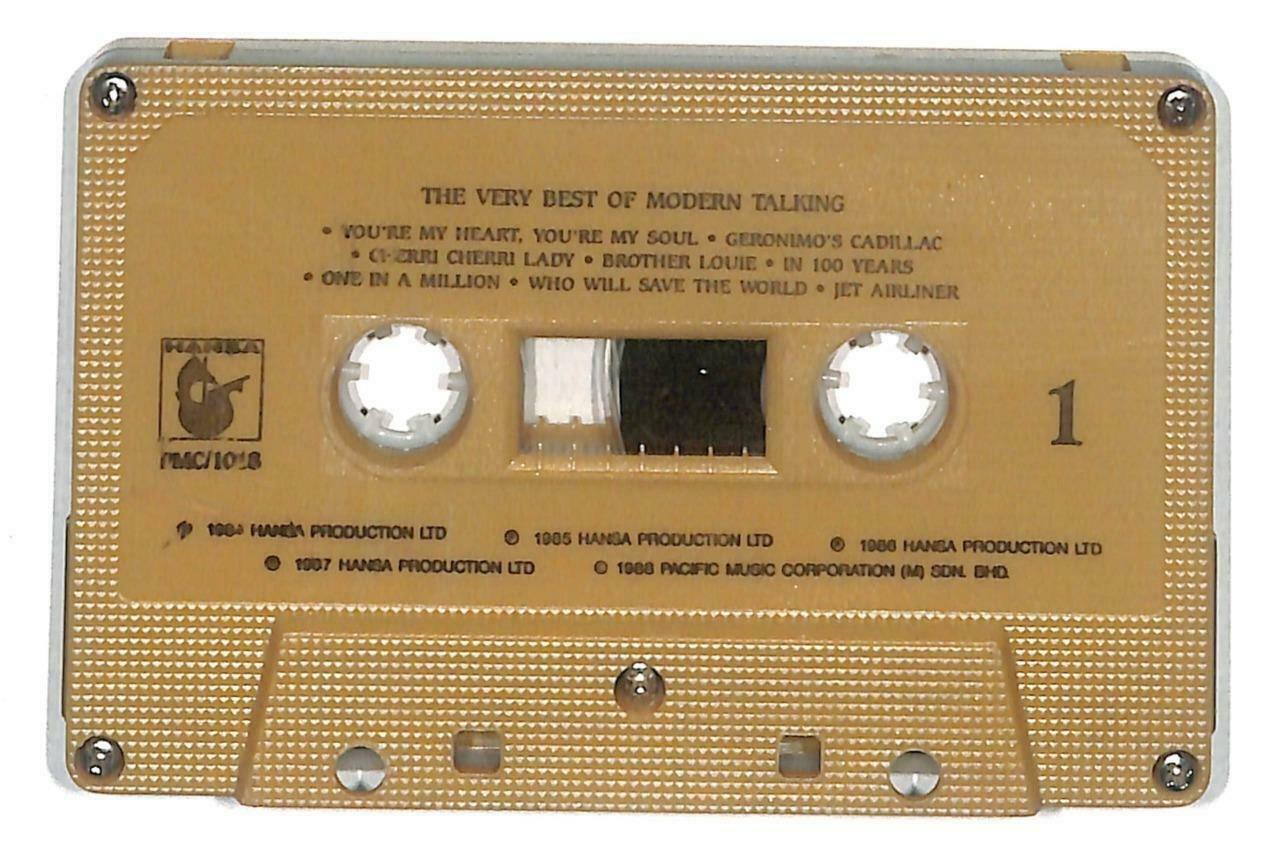 THE VERY BEST OF MODERN TALKING
• YOU'RE MY HEART, YOU'RE MY SOUL • GERONIMO'S CADILLAC
• CHERRI CHERRI LADY • BROTHER LOUIE • IN 100 YEARS
• ONE IN A MILLION • WHO WILL SAVE THE WORLD • JET AIRLINER
HANSA
1
PMC/1018
℗ 1984 HANSA PRODUCTION LTD ℗ 1985 HANSA PRODUCTION LTD ℗ 1986 HANSA PRODUCTION LTD
℗ 1987 HANSA PRODUCTION LTD © 1988 PACIFIC MUSIC CORPORATION (M) SDN. BHD.